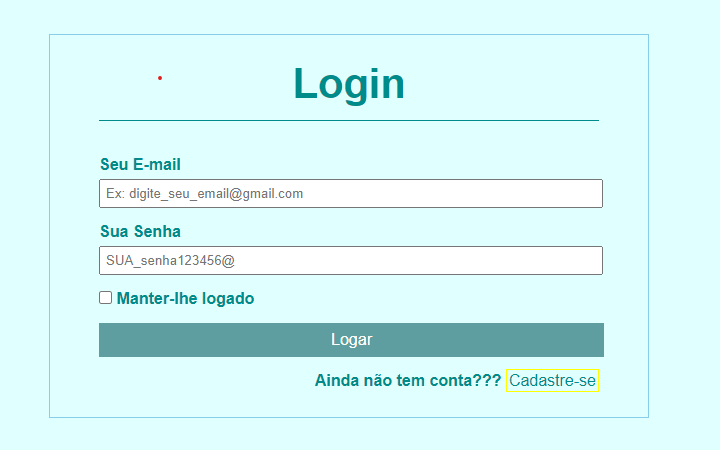 Login
Seu E-mail
Ex: digite_seu_email@gmail.com
Sua Senha
SUA_senha123456@
Manter-lhe logado
Logar
Ainda não tem conta??? Cadastre-se